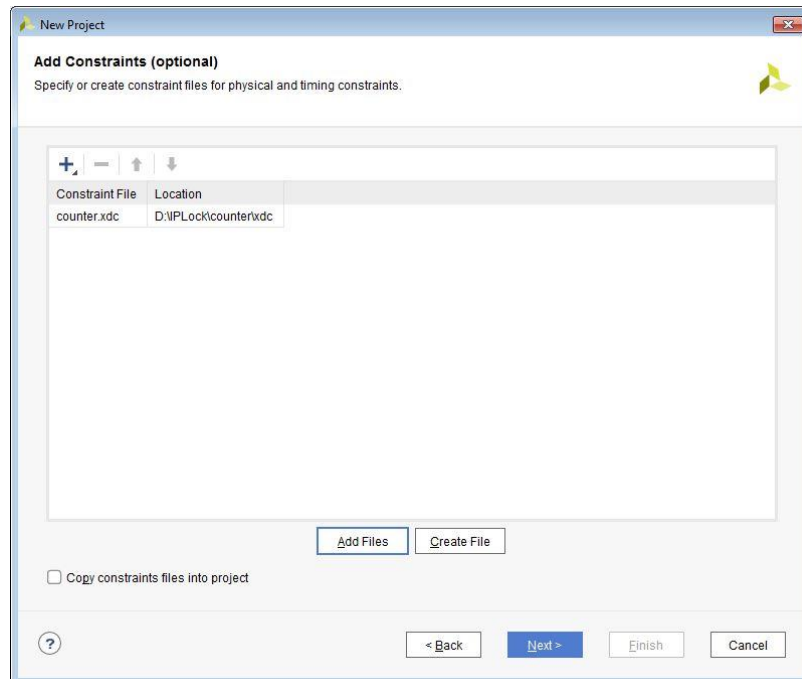 New Project
Add Constraints (optional)
Specify or create constraint files for physical and timing constraints.
Constraint File Location
counter.xdc D:\IPLock\counter\xdc
Add Files Create File
Copy constraints files into project
? < Back Next > Finish Cancel